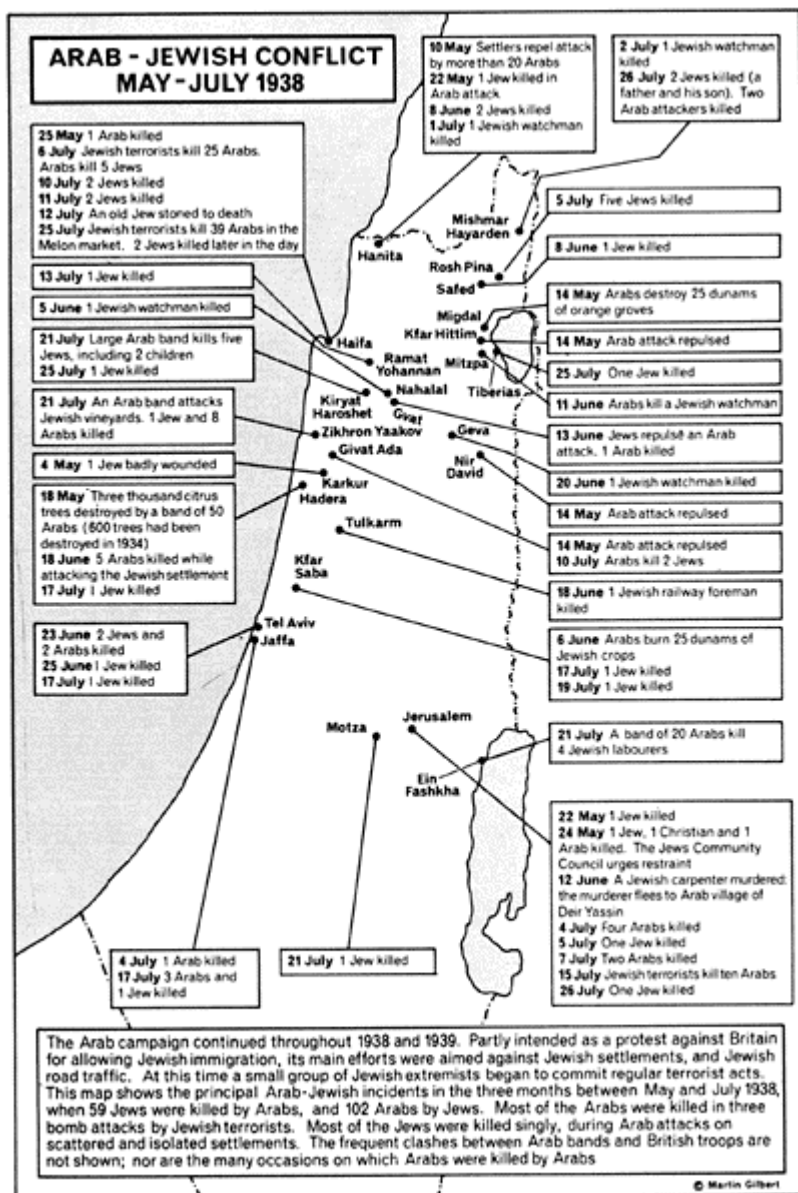 ARAB - JEWISH CONFLICT
MAY - JULY 1938
10 May Settlers repel attack
by more than 20 Arabs
22 May 1 Jew killed in
Arab attack
8 June 2 Jews killed
1 July 1 Jewish watchman
killed
2 July 1 Jewish watchman
killed
26 July 2 Jews killed (a
father and his son). Two
Arab attackers killed
25 May 1 Arab killed
6 July Jewish terrorists kill 25 Arabs.
Arabs kill 5 Jews
10 July 2 Jews killed
11 July 2 Jews killed
12 July An old Jew stoned to death
25 July Jewish terrorists kill 39 Arabs in the
Melon market. 2 Jews killed later in the day
13 July 1 Jew killed
5 June 1 Jewish watchman killed
21 July Large Arab band kills five
Jews, including 2 children
25 July 1 Jew killed
21 July An Arab band attacks
Jewish vineyards. 1 Jew and 8
Arabs killed
4 May 1 Jew badly wounded
18 May Three thousand citrus
trees destroyed by a band of 50
Arabs (600 trees had been
destroyed in 1934)
18 June 5 Arabs killed while
attacking the Jewish settlement
17 July 1 Jew killed
23 June 2 Jews and
2 Arabs killed
25 June 1 Jew killed
17 July 1 Jew killed
Hanita
Mishmar
Hayarden
Rosh Pina
Safed
Migdal
Kfar Hittim
Haifa
Ramat
Yohannan
Mitzpa
Tiberias
Kiryat
Haroshet
Nahalal
Gvat
Zikhron Yaakov
Geva
Givat Ada
Nir
David
Karkur
Hadera
Tulkarm
Kfar
Saba
Tel Aviv
Jaffa
Motza
Jerusalem
Ein
Fashkha
5 July Five Jews killed
8 June 1 Jew killed
14 May Arabs destroy 25 dunams
of orange groves
14 May Arab attack repulsed
25 July One Jew killed
11 June Arabs kill a Jewish watchman
13 June Jews repulse an Arab
attack. 1 Arab killed
20 June 1 Jewish watchman killed
14 May Arab attack repulsed
14 May Arab attack repulsed
10 July Arabs kill 2 Jews
18 June 1 Jewish railway foreman
killed
6 June Arabs burn 25 dunams of
Jewish crops
17 July 1 Jew killed
19 July 1 Jew killed
21 July A band of 20 Arabs kill
4 Jewish labourers
22 May 1 Jew killed
24 May 1 Jew, 1 Christian and 1
Arab killed. The Jews Community
Council urges restraint
12 June A Jewish carpenter murdered:
the murderer flees to Arab village of
Deir Yassin
4 July Four Arabs killed
5 July One Jew killed
7 July Two Arabs killed
15 July Jewish terrorists kill ten Arabs
26 July One Jew killed
4 July 1 Arab killed
17 July 3 Arabs and
1 Jew killed
21 July 1 Jew killed
The Arab campaign continued throughout 1938 and 1939. Partly intended as a protest against Britain
for allowing Jewish immigration, its main efforts were aimed against Jewish settlements, and Jewish
road traffic. At this time a small group of Jewish extremists began to commit regular terrorist acts.
This map shows the principal Arab-Jewish incidents in the three months between May and July 1938,
when 59 Jews were killed by Arabs, and 102 Arabs by Jews. Most of the Arabs were killed in three
bomb attacks by Jewish terrorists. Most of the Jews were killed singly, during Arab attacks on
scattered and isolated settlements. The frequent clashes between Arab bands and British troops are
not shown; nor are the many occasions on which Arabs were killed by Arabs
© Martin Gilbert